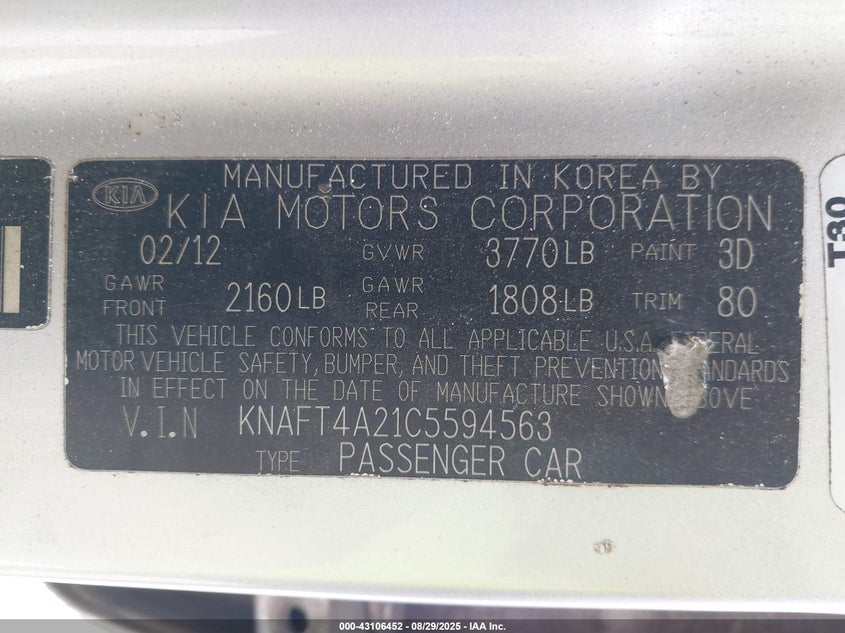 MANUFACTURED IN KOREA BY
KIA
KIA MOTORS CORPORATION
02/12 GVWR 3770LB PAINT 3D
G.AWR FRONT 2160LB GAWR REAR 1808LB TRIM 80
THIS VEHICLE CONFORMS TO ALL APPLICABLE U.S.A.
MOTOR VEHICLE SAFETY, BUMPER, AND THEFT PREVENTION
IN EFFECT ON THE DATE OF MANUFACTURE SHOWN
V.I.N KNAFT4A21C5594563
TYPE PASSENGER CAR
T30
000-43106452 - 08/29/2025 - IAA Inc.